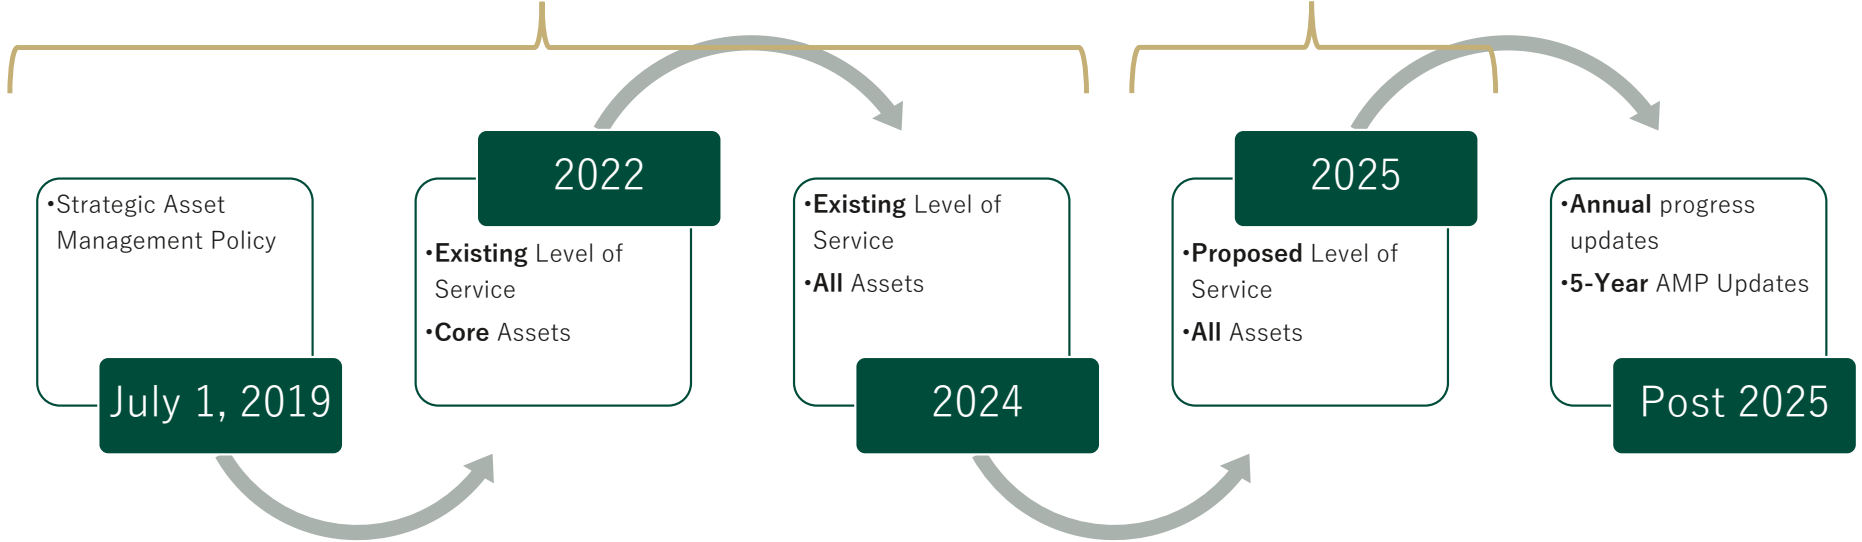 •Strategic Asset
Management Policy
July 1, 2019
2022
•Existing Level of
Service
•Core Assets
•Existing Level of
Service
•All Assets
2024
2025
•Proposed Level of
Service
•All Assets
•Annual progress
updates
•5-Year AMP Updates
Post 2025